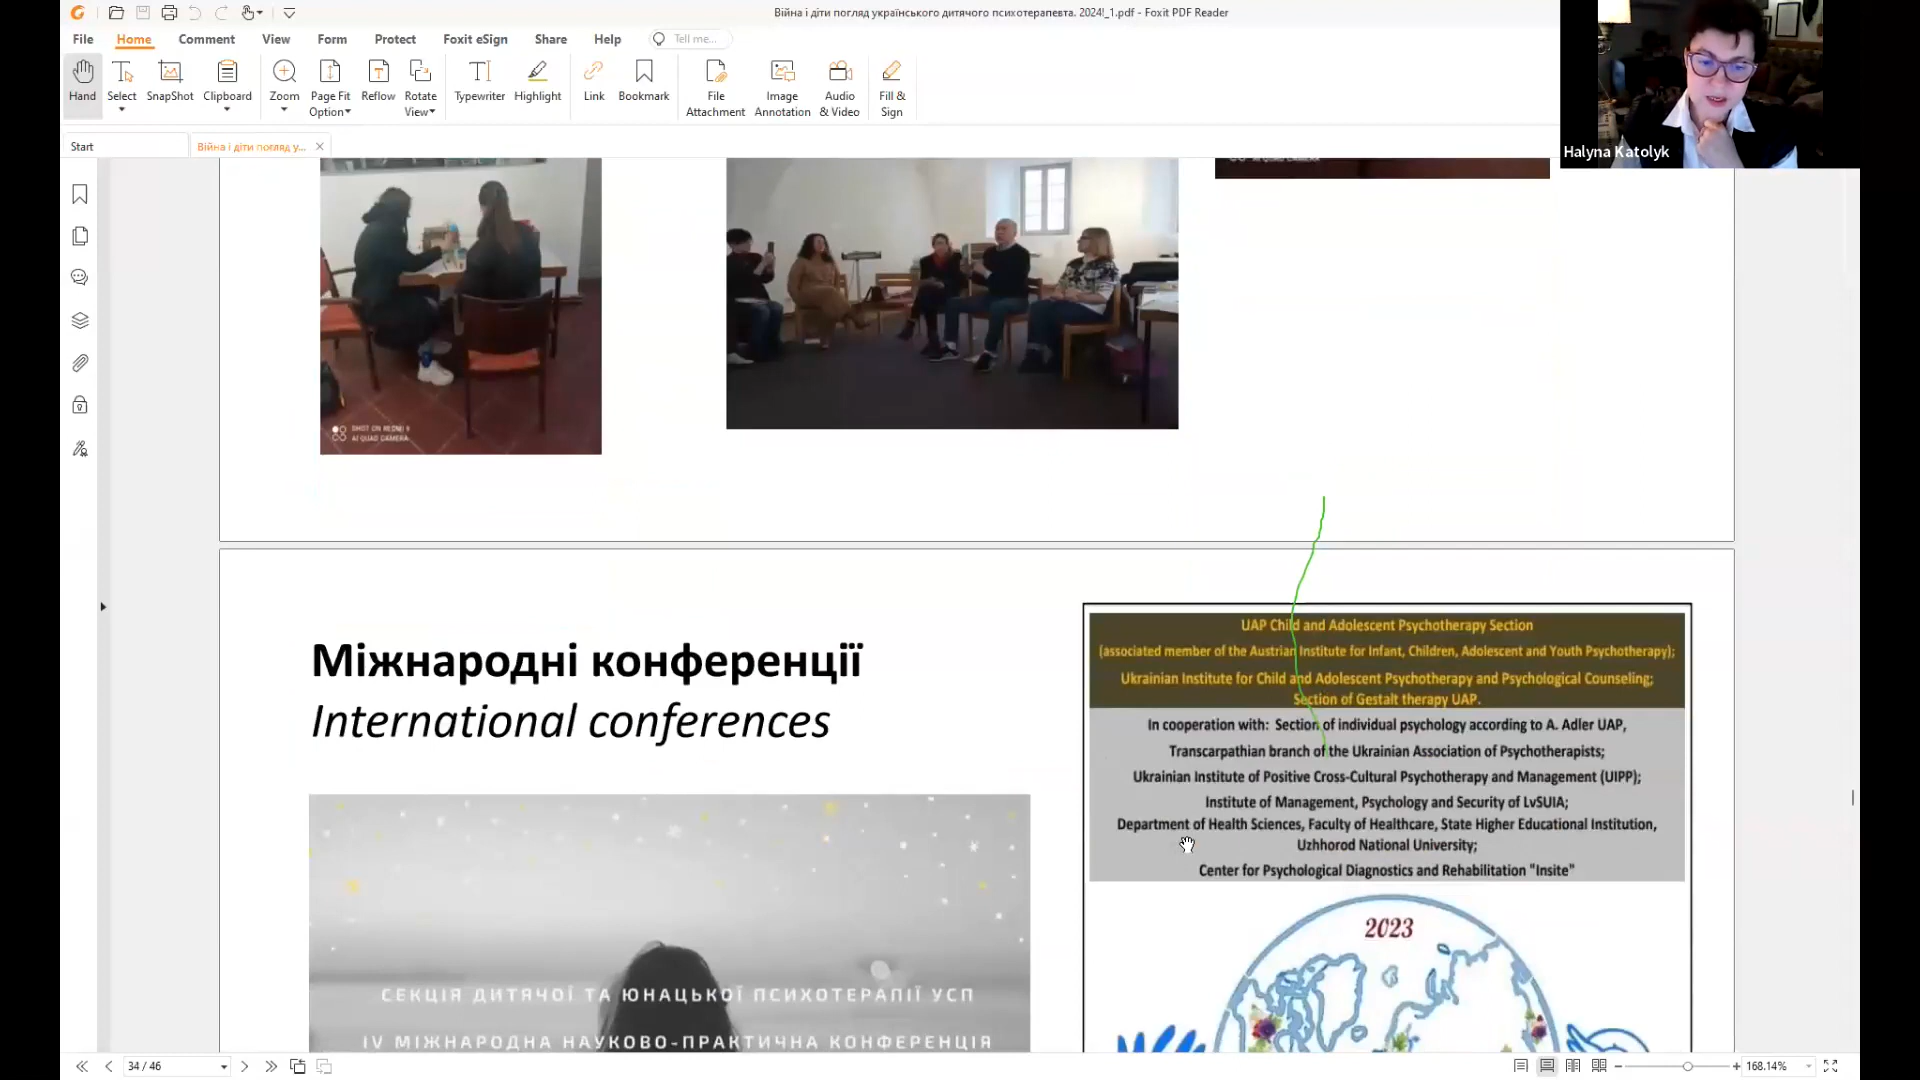 Війна і діти погляд українського дитячого психотерапевта. 2024!_1.pdf - Foxit PDF Reader
File Home Comment View Form Protect Foxit eSign Share Help Tell me...
Hand Select SnapShot Clipboard Zoom Page Fit Option Reflow Rotate View Typewriter Highlight Link Bookmark File Attachment Image Annotation Audio & Video Fill & Sign
Halyna Katolyk
Start Війна і діти погляд у...
SHOT ON REDMI 9
AI QUAD CAMERA
Міжнародні конференції
International conferences
СЕКЦІЯ ДИТЯЧОЇ ТА ЮНАЦЬКОЇ ПСИХОТЕРАПІЇ УСП
IV МІЖНАРОДНА НАУКОВО-ПРАКТИЧНА КОНФЕРЕНЦІЯ
UAP Child and Adolescent Psychotherapy Section
(associated member of the Austrian Institute for Infant, Children, Adolescent and Youth Psychotherapy);
Ukrainian Institute for Child and Adolescent Psychotherapy and Psychological Counseling;
Section of Gestalt therapy UAP.
In cooperation with: Section of individual psychology according to A. Adler UAP,
Transcarpathian branch of the Ukrainian Association of Psychotherapists;
Ukrainian Institute of Positive Cross-Cultural Psychotherapy and Management (UIPP);
Institute of Management, Psychology and Security of LvSUIA;
Department of Health Sciences, Faculty of Healthcare, State Higher Educational Institution,
Uzhhorod National University;
Center for Psychological Diagnostics and Rehabilitation "Insite"
2023
34 / 46
168.14%